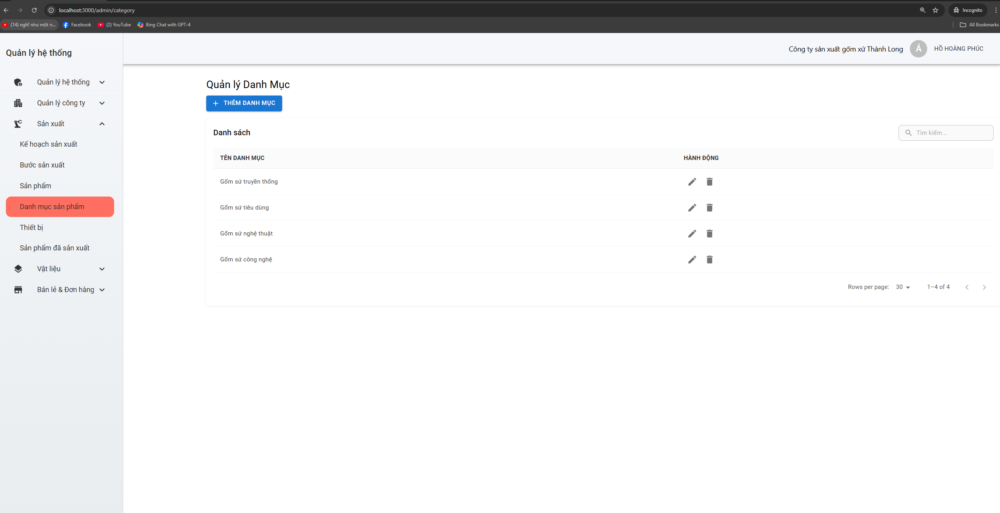 localhost:3000/admin/category
Incognito
(14) nghĩ như một n...
Facebook
(2) YouTube
Bing Chat with GPT-4
All Bookmarks
Quản lý hệ thống
Công ty sản xuất gốm xứ Thành Long
Á
HỒ HOÀNG PHÚC
Quản lý hệ thống
Quản lý công ty
Sản xuất
Kế hoạch sản xuất
Bước sản xuất
Sản phẩm
Danh mục sản phẩm
Thiết bị
Sản phẩm đã sản xuất
Vật liệu
Bán lẻ & Đơn hàng
Quản lý Danh Mục
THÊM DANH MỤC
Danh sách
Tìm kiếm...
TÊN DANH MỤC
HÀNH ĐỘNG
Gốm sứ truyền thống
Gốm sứ tiêu dùng
Gốm sứ nghệ thuật
Gốm sứ công nghệ
Rows per page: 30
1–4 of 4